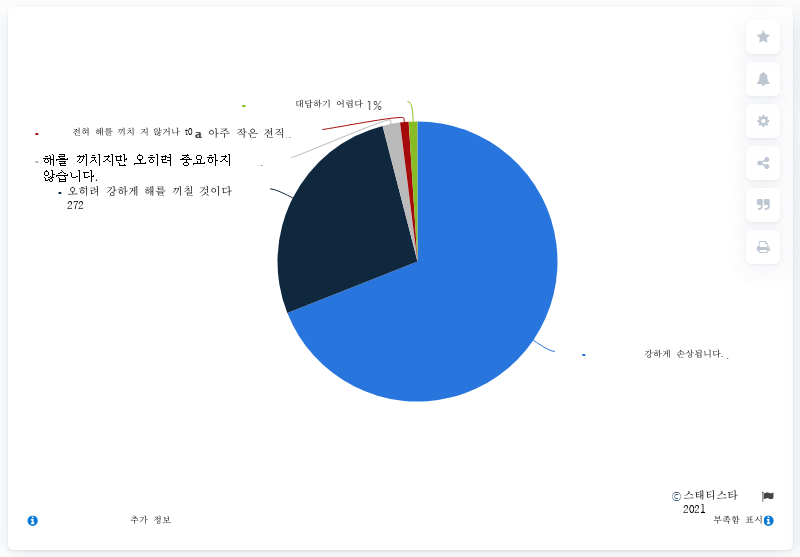 대답하기 어렵다 1%
전혀 해를 끼치 지 않거나 t0 a 아주 작은 전직..
해를 끼치지만 오히려 중요하지
않습니다.
오히려 강하게 해를 끼칠 것이다
272
강하게 손상됩니다..
© 스태티스타
2021
추가 정보
부족함 표시